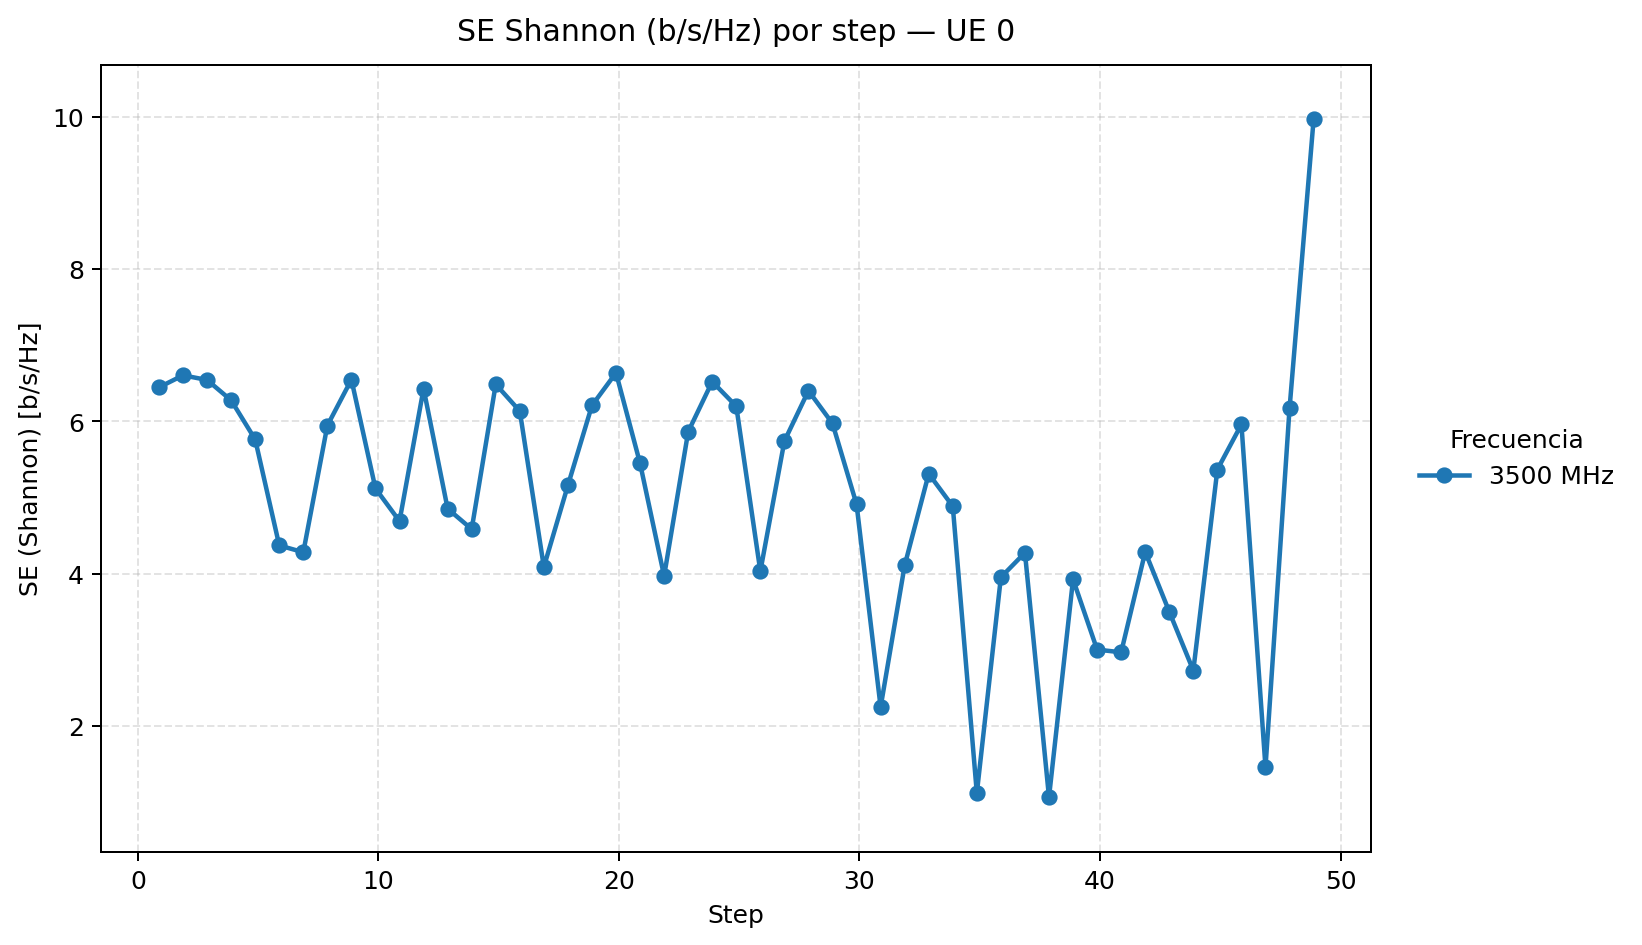 SE Shannon (b/s/Hz) por step — UE 0
SE (Shannon) [b/s/Hz]
10
8
6
4
2
0
10
20
30
40
50
Step
Frecuencia
3500 MHz